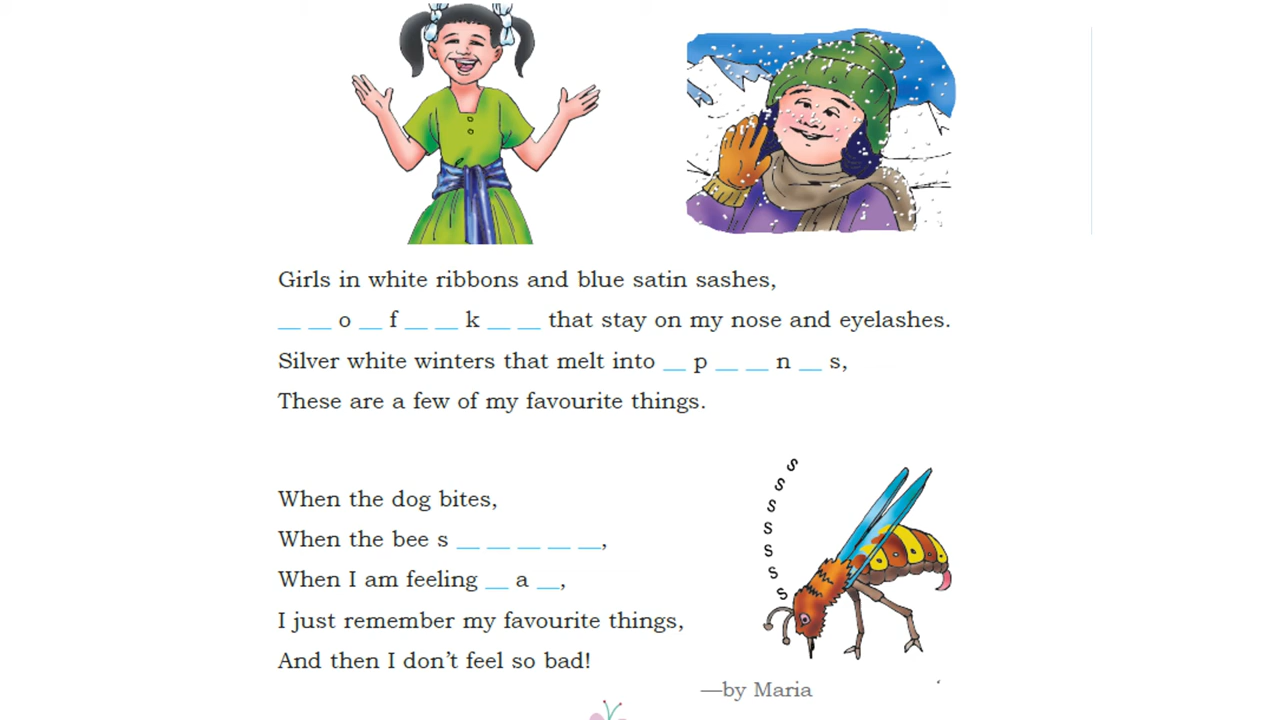 Girls in white ribbons and blue satin sashes,
__ __ o __ f __ __ k __ __ that stay on my nose and eyelashes.
Silver white winters that melt into __ p __ __ n __ s,
These are a few of my favourite things.
When the dog bites,
When the bee s __ __ __ __ __,
When I am feeling __ a __,
I just remember my favourite things,
And then I don't feel so bad!
s s s s s s s
—by Maria